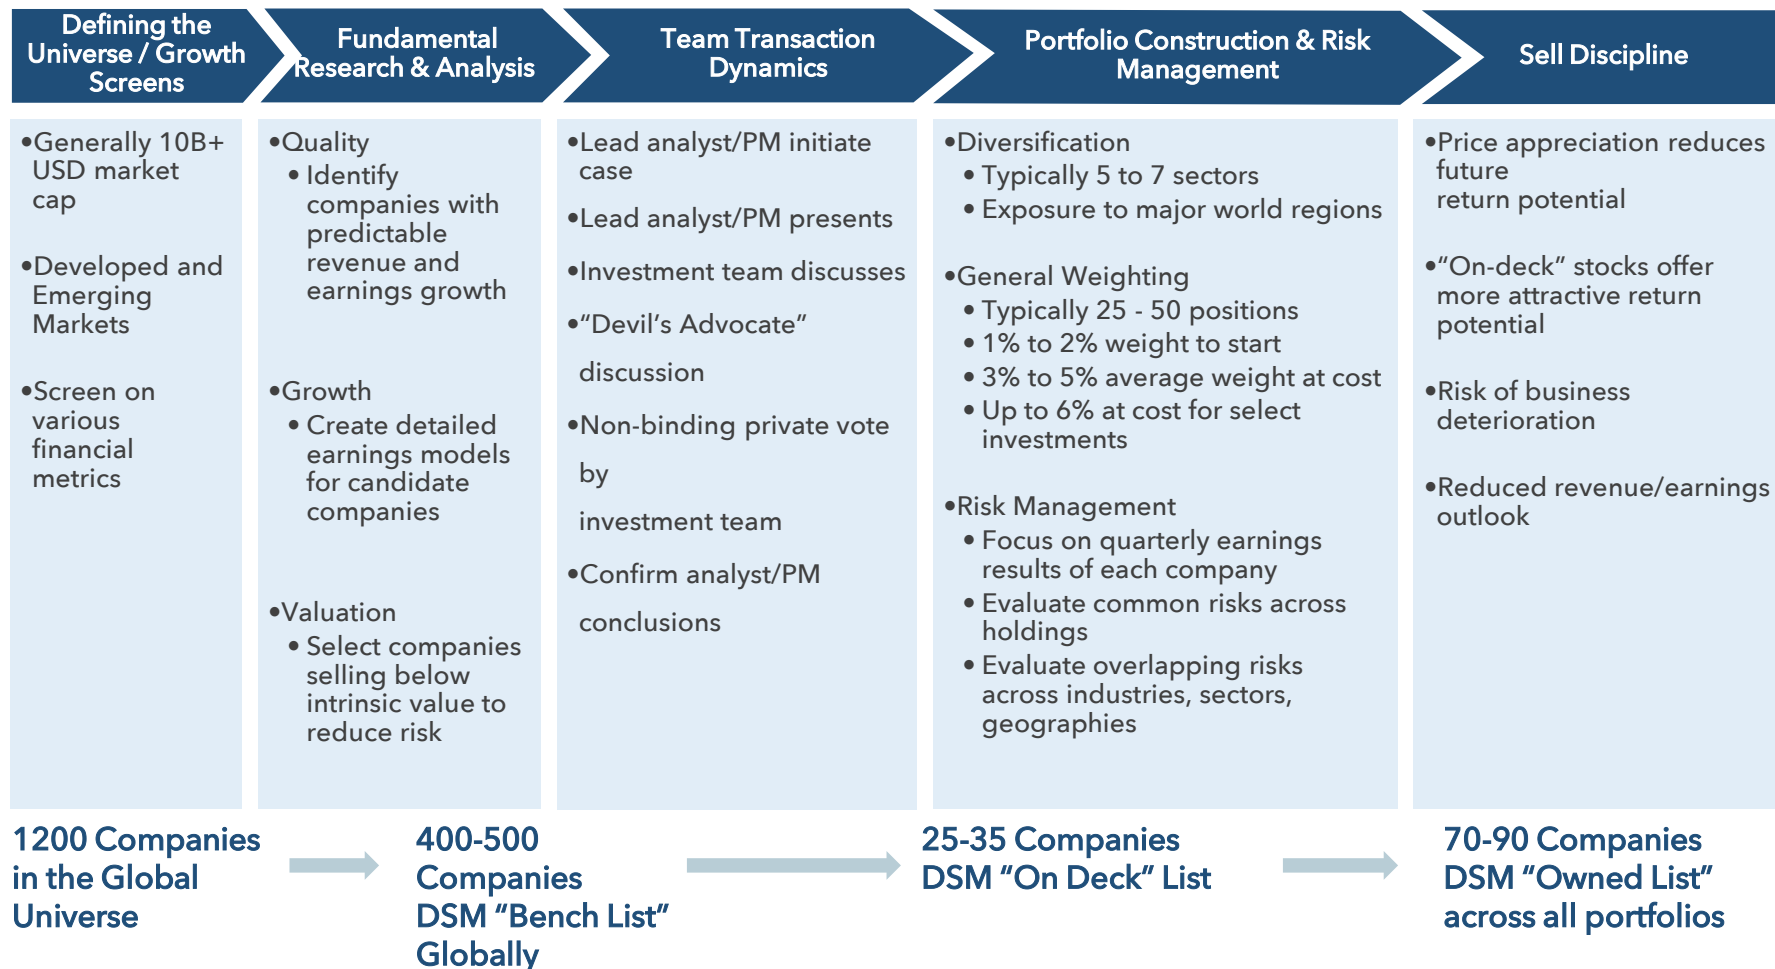 Defining the
Universe / Growth
Screens
Fundamental
Research & Analysis
Team Transaction
Dynamics
Portfolio Construction & Risk
Management
Sell Discipline
•Generally 10B+
USD market
cap
•Developed and
Emerging
Markets
•Screen on
various
financial
metrics
•Quality
• Identify
companies with
predictable
revenue and
earnings growth
•Growth
• Create detailed
earnings models
for candidate
companies
•Valuation
• Select companies
selling below
intrinsic value to
reduce risk
•Lead analyst/PM initiate
case
•Lead analyst/PM presents
•Investment team discusses
•“Devil’s Advocate”
discussion
•Non-binding private vote
by
investment team
•Confirm analyst/PM
conclusions
•Diversification
• Typically 5 to 7 sectors
• Exposure to major world regions
•General Weighting
• Typically 25 - 50 positions
• 1% to 2% weight to start
• 3% to 5% average weight at cost
• Up to 6% at cost for select
investments
•Risk Management
• Focus on quarterly earnings
results of each company
• Evaluate common risks across
holdings
• Evaluate overlapping risks
across industries, sectors,
geographies
•Price appreciation reduces
future
return potential
•“On-deck” stocks offer
more attractive return
potential
•Risk of business
deterioration
•Reduced revenue/earnings
outlook
1200 Companies
in the Global
Universe
400-500
Companies
DSM “Bench List”
Globally
25-35 Companies
DSM “On Deck” List
70-90 Companies
DSM “Owned List”
across all portfolios